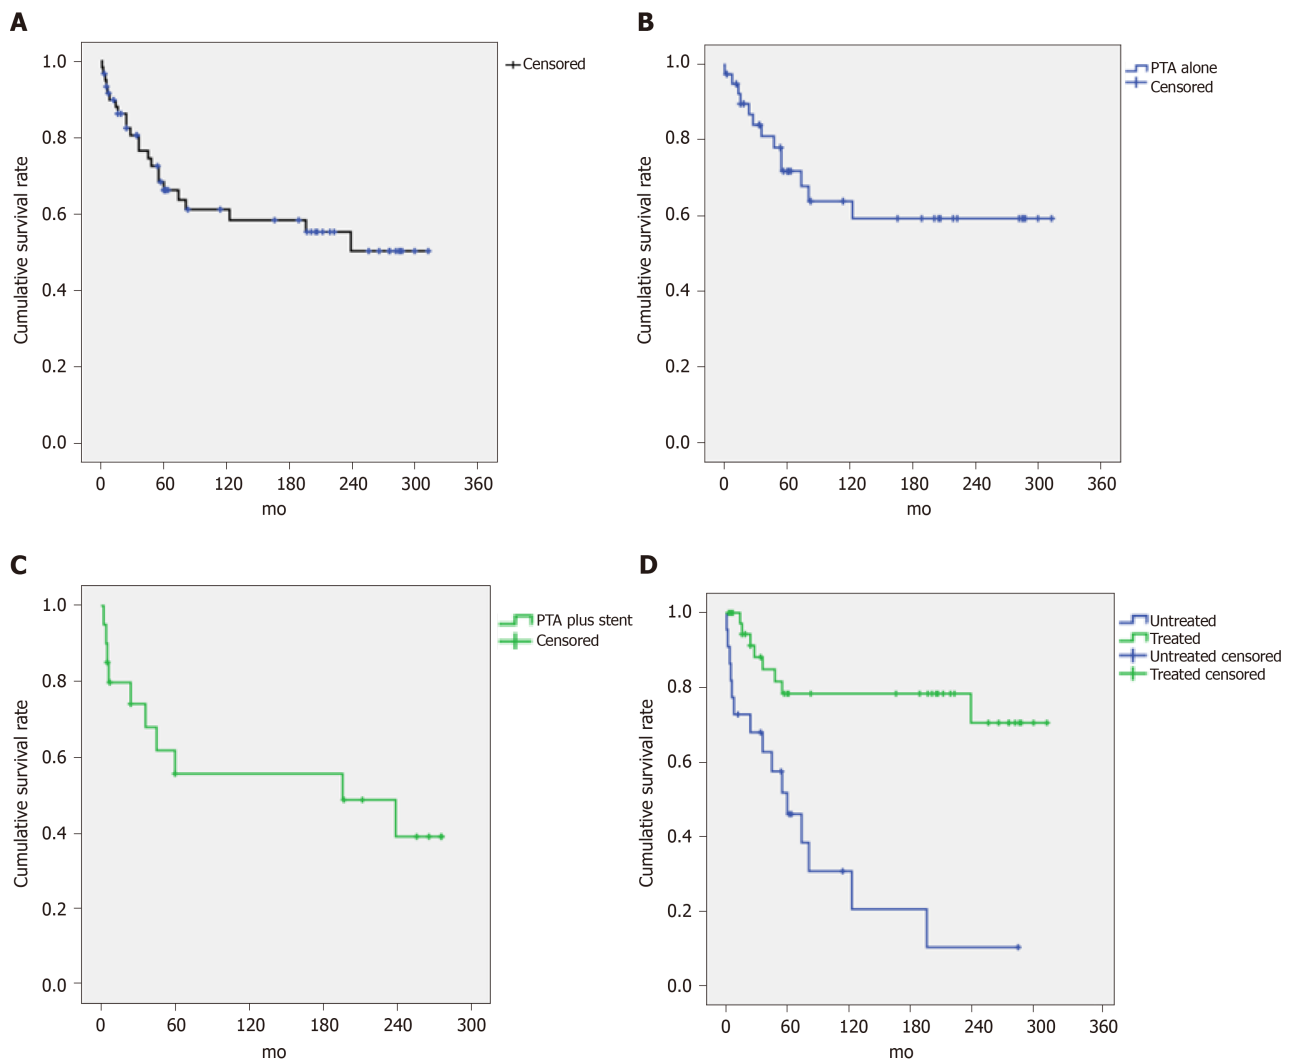 A
Cumulative survival rate
1.0
0.8
0.6
0.4
0.2
0.0
0 60 120 180 240 300 360
mo
Censored
B
Cumulative survival rate
1.0
0.8
0.6
0.4
0.2
0.0
0 60 120 180 240 300 360
mo
PTA alone
Censored
C
Cumulative survival rate
1.0
0.8
0.6
0.4
0.2
0.0
0 60 120 180 240 300
mo
PTA plus stent
Censored
D
Cumulative survival rate
1.0
0.8
0.6
0.4
0.2
0.0
0 60 120 180 240 300 360
mo
Untreated
Treated
Untreated censored
Treated censored